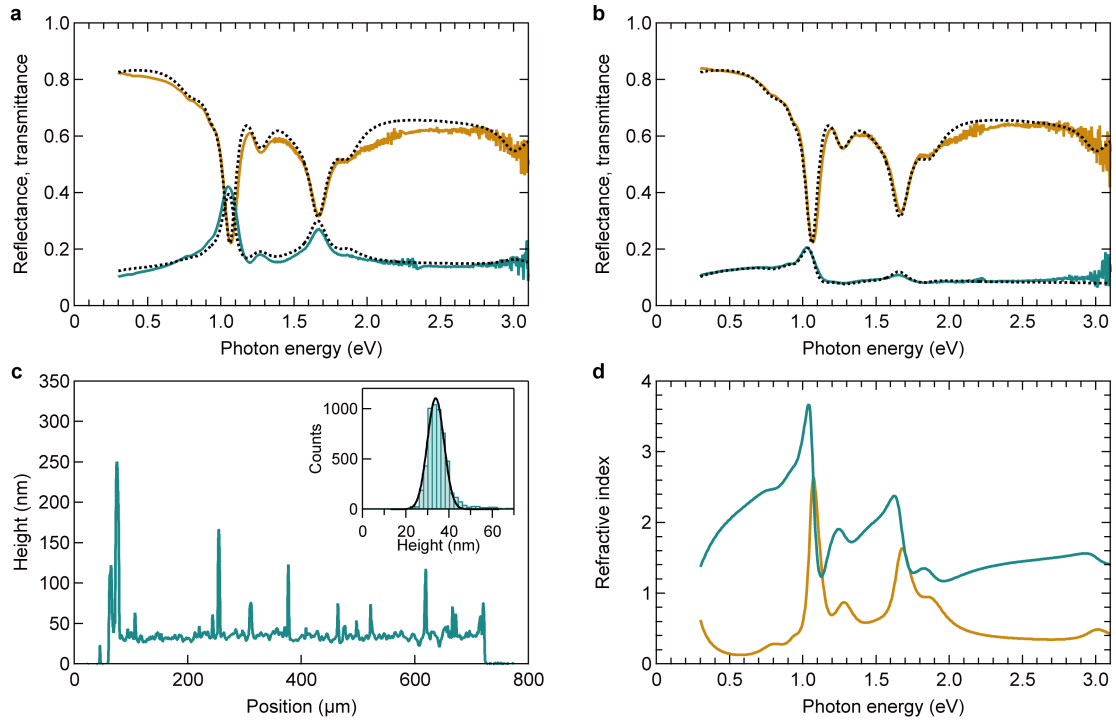 a
Reflectance, transmittance
1.0
0.8
0.6
0.4
0.2
0
0 0.5 1.0 1.5 2.0 2.5 3.0
Photon energy (eV)
b
Reflectance, transmittance
1.0
0.8
0.6
0.4
0.2
0
0 0.5 1.0 1.5 2.0 2.5 3.0
Photon energy (eV)
c
Height (nm)
350
300
250
200
150
100
50
0
0 200 400 600 800
Position (µm)
Counts
1000
500
0
0 20 40 60
Height (nm)
d
Refractive index
4
3
2
1
0
0 0.5 1.0 1.5 2.0 2.5 3.0
Photon energy (eV)